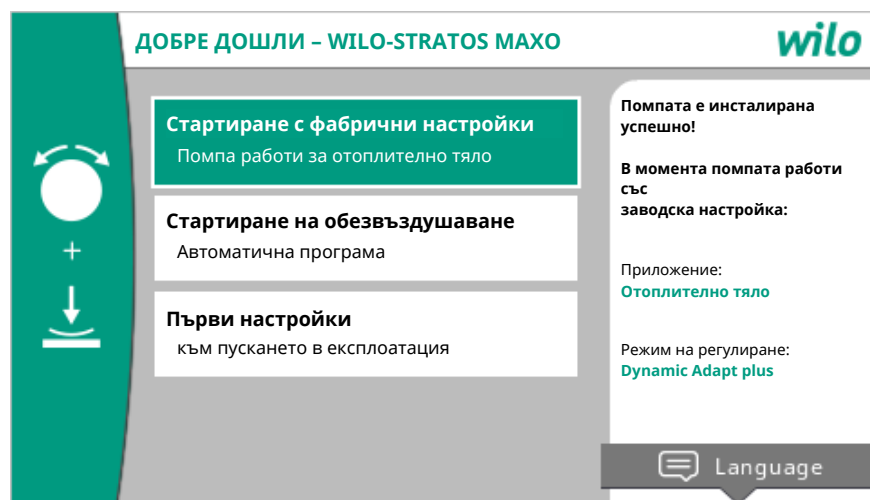 ДОБРЕ ДОШЛИ – WILO-STRATOS MAXO
wilo
Стартиране с фабрични настройки
Помпа работи за отоплително тяло
Стартиране на обезвъздушаване
Автоматична програма
Първи настройки
към пускането в експлоатация
+
Помпата е инсталирана
успешно!
В момента помпата работи
със
заводска настройка:
Приложение:
Отоплително тяло
Режим на регулиране:
Dynamic Adapt plus
Language